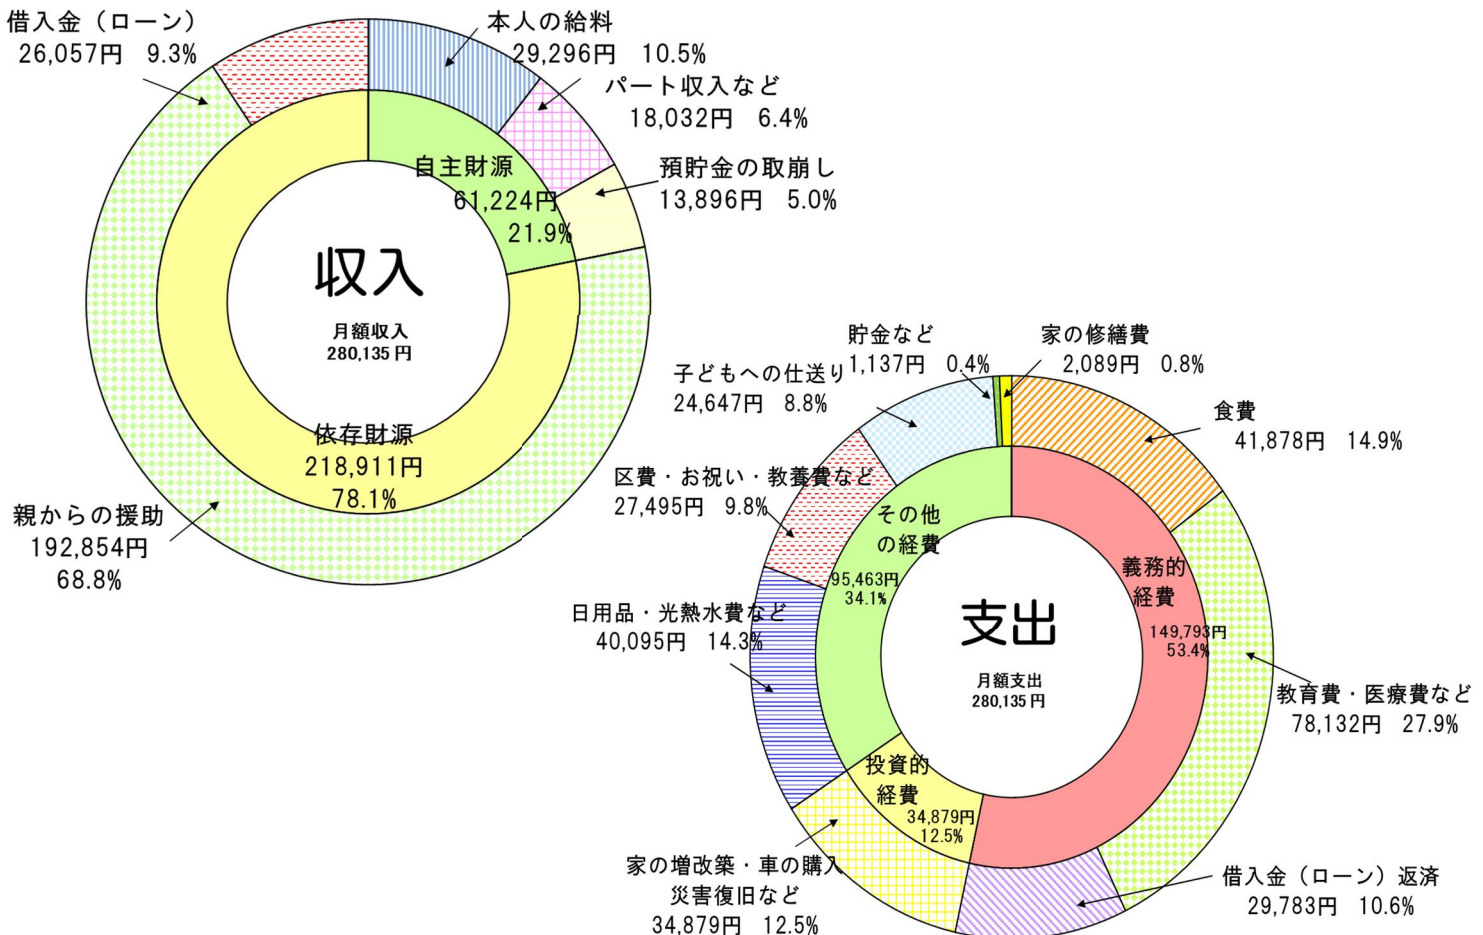 借入金（ローン）
26,057円 9.3%
本人の給料
29,296円 10.5%
パート収入など
18,032円 6.4%
預貯金の取崩し
13,896円 5.0%
自主財源
61,224円
21.9%
収入
月額収入
280,135 円
依存財源
218,911円
78.1%
親からの援助
192,854円
68.8%
貯金など
1,137円 0.4%
家の修繕費
2,089円 0.8%
子どもへの仕送り
24,647円 8.8%
食費
41,878円 14.9%
区費・お祝い・教養費など
27,495円 9.8%
その他
の経費
95,463円
34.1%
義務的
経費
149,793円
53.4%
支出
月額支出
280,135 円
日用品・光熱水費など
40,095円 14.3%
教育費・医療費など
78,132円 27.9%
投資的
経費
34,879円
12.5%
家の増改築・車の購入
災害復旧など
34,879円 12.5%
借入金（ローン）返済
29,783円 10.6%